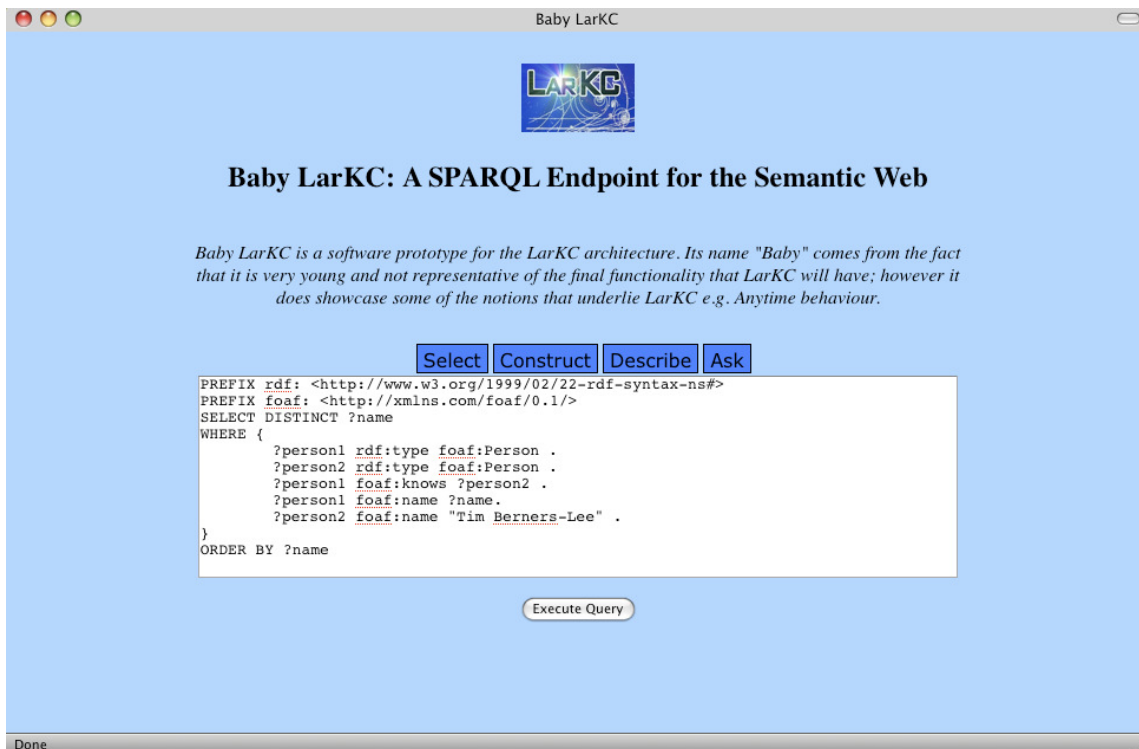 Baby LarKC
LARKC
Baby LarKC: A SPARQL Endpoint for the Semantic Web
Baby LarKC is a software prototype for the LarKC architecture. Its name "Baby" comes from the fact
that it is very young and not representative of the final functionality that LarKC will have; however it
does showcase some of the notions that underlie LarKC e.g. Anytime behaviour.
Select Construct Describe Ask
PREFIX rdf: <http://www.w3.org/1999/02/22-rdf-syntax-ns#>
PREFIX foaf: <http://xmlns.com/foaf/0.1/>
SELECT DISTINCT ?name
WHERE {
?person1 rdf:type foaf:Person .
?person2 rdf:type foaf:Person .
?person1 foaf:knows ?person2 .
?person1 foaf:name ?name.
?person2 foaf:name "Tim Berners-Lee" .
}
ORDER BY ?name
Execute Query
Done